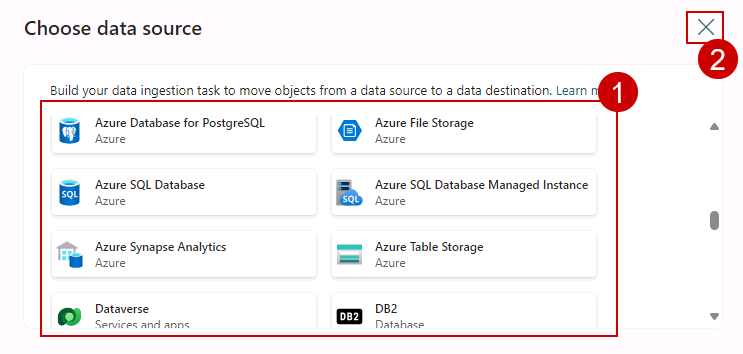 Choose data source
2
Build your data ingestion task to move objects from a data source to a data destination. Learn
1
Azure Database for PostgreSQL
Azure
Azure File Storage
Azure
Azure SQL Database
Azure
SQL
Azure SQL Database Managed Instance
Azure
SQL
Azure Synapse Analytics
Azure
Azure Table Storage
Azure
Dataverse
Services and apps
DB2
DB2
Database